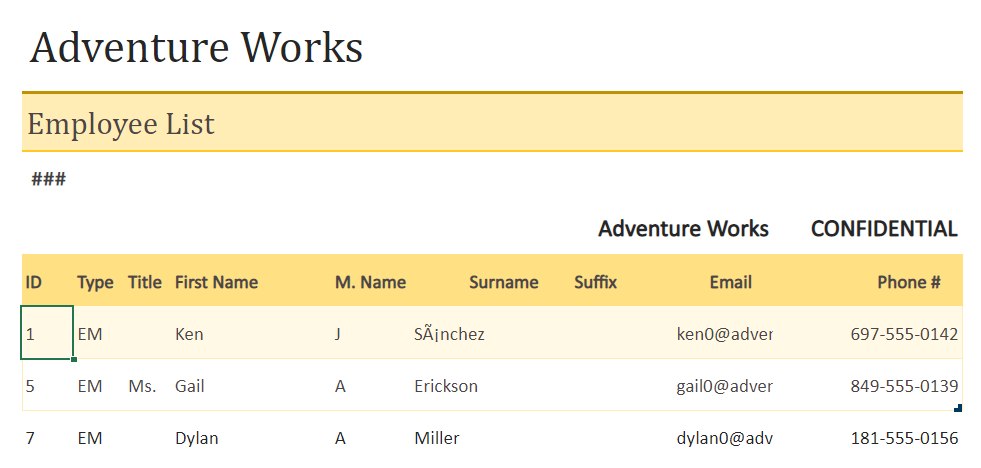 Adventure Works
Employee List
###
Adventure Works CONFIDENTIAL
ID Type Title First Name M. Name Surname Suffix Email Phone #
1 EM Ken J SÃ¡nchez ken0@adver 697-555-0142
5 EM Ms. Gail A Erickson gail0@adver 849-555-0139
7 EM Dylan A Miller dylan0@adv 181-555-0156